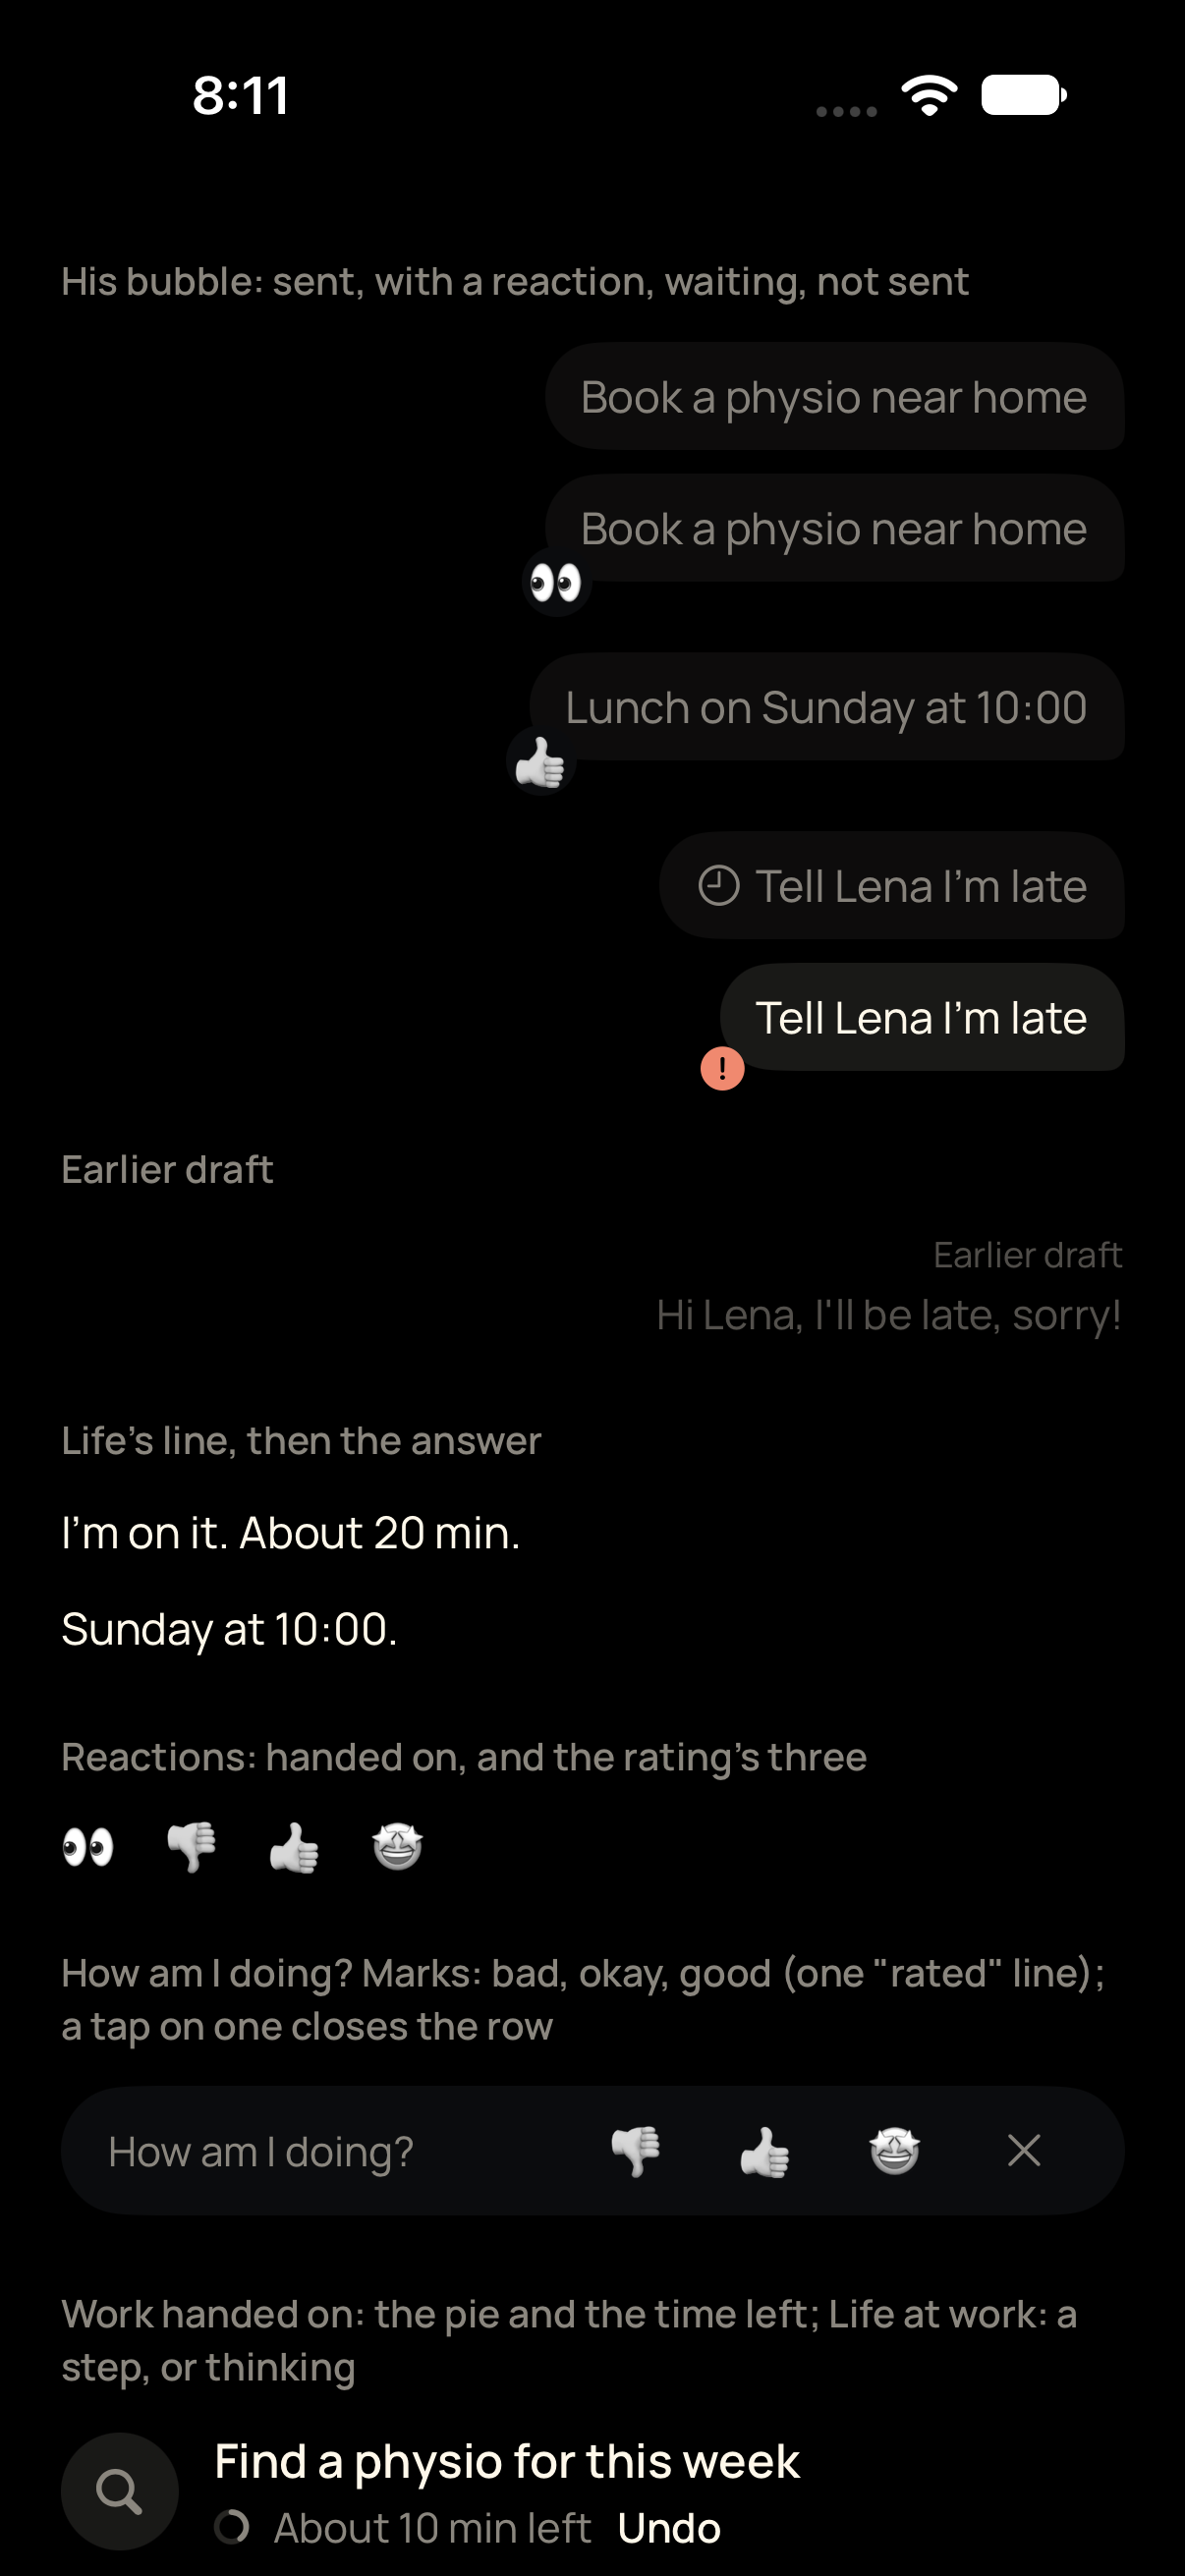 8:11
His bubble: sent, with a reaction, waiting, not sent
Book a physio near home
Book a physio near home
Lunch on Sunday at 10:00
Tell Lena I’m late
Tell Lena I’m late
!
Earlier draft
Earlier draft
Hi Lena, I'll be late, sorry!
Life’s line, then the answer
I’m on it. About 20 min.
Sunday at 10:00.
Reactions: handed on, and the rating’s three
How am I doing? Marks: bad, okay, good (one "rated" line);
a tap on one closes the row
How am I doing?
Work handed on: the pie and the time left; Life at work: a
step, or thinking
Find a physio for this week
About 10 min left Undo